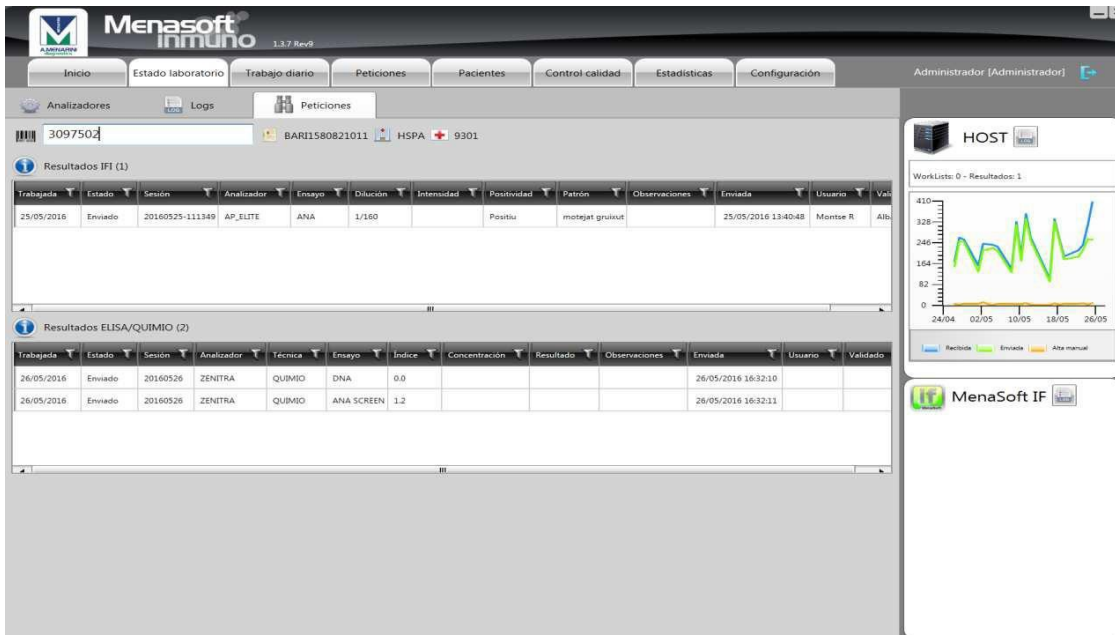 A.MENARINI
diagnostics
Menasoft
inmuno 1.3.7 Rev9
Inicio Estado laboratorio Trabajo diario Peticiones Pacientes Control calidad Estadísticas Configuración Administrador [Administrador]
Analizadores LOG Logs Peticiones
3097502 BARI1580821011 HSPA 9301
HOST
Resultados IFI (1)
WorkLists: 0 - Resultados: 1
Trabajada Estado Sesión Analizador Ensayo Dilución Intensidad Positividad Patrón Observaciones Enviada Usuario Vali
25/05/2016 Enviado 20160525-111349 AP_ELITE ANA 1/160 Positiu motejat gruixut 25/05/2016 13:40:48 Montse R Alb
410
328
246
164
82
0
24/04 02/05 10/05 18/05 26/05
Recibida Enviada Alta manual
Resultados ELISA/QUIMIO (2)
Trabajada Estado Sesión Analizador Técnica Ensayo Índice Concentración Resultado Observaciones Enviada Usuario Validado
26/05/2016 Enviado 20160526 ZENITRA QUIMIO DNA 0.0 26/05/2016 16:32:10
26/05/2016 Enviado 20160526 ZENITRA QUIMIO ANA SCREEN 1.2 26/05/2016 16:32:11
if MenaSoft IF